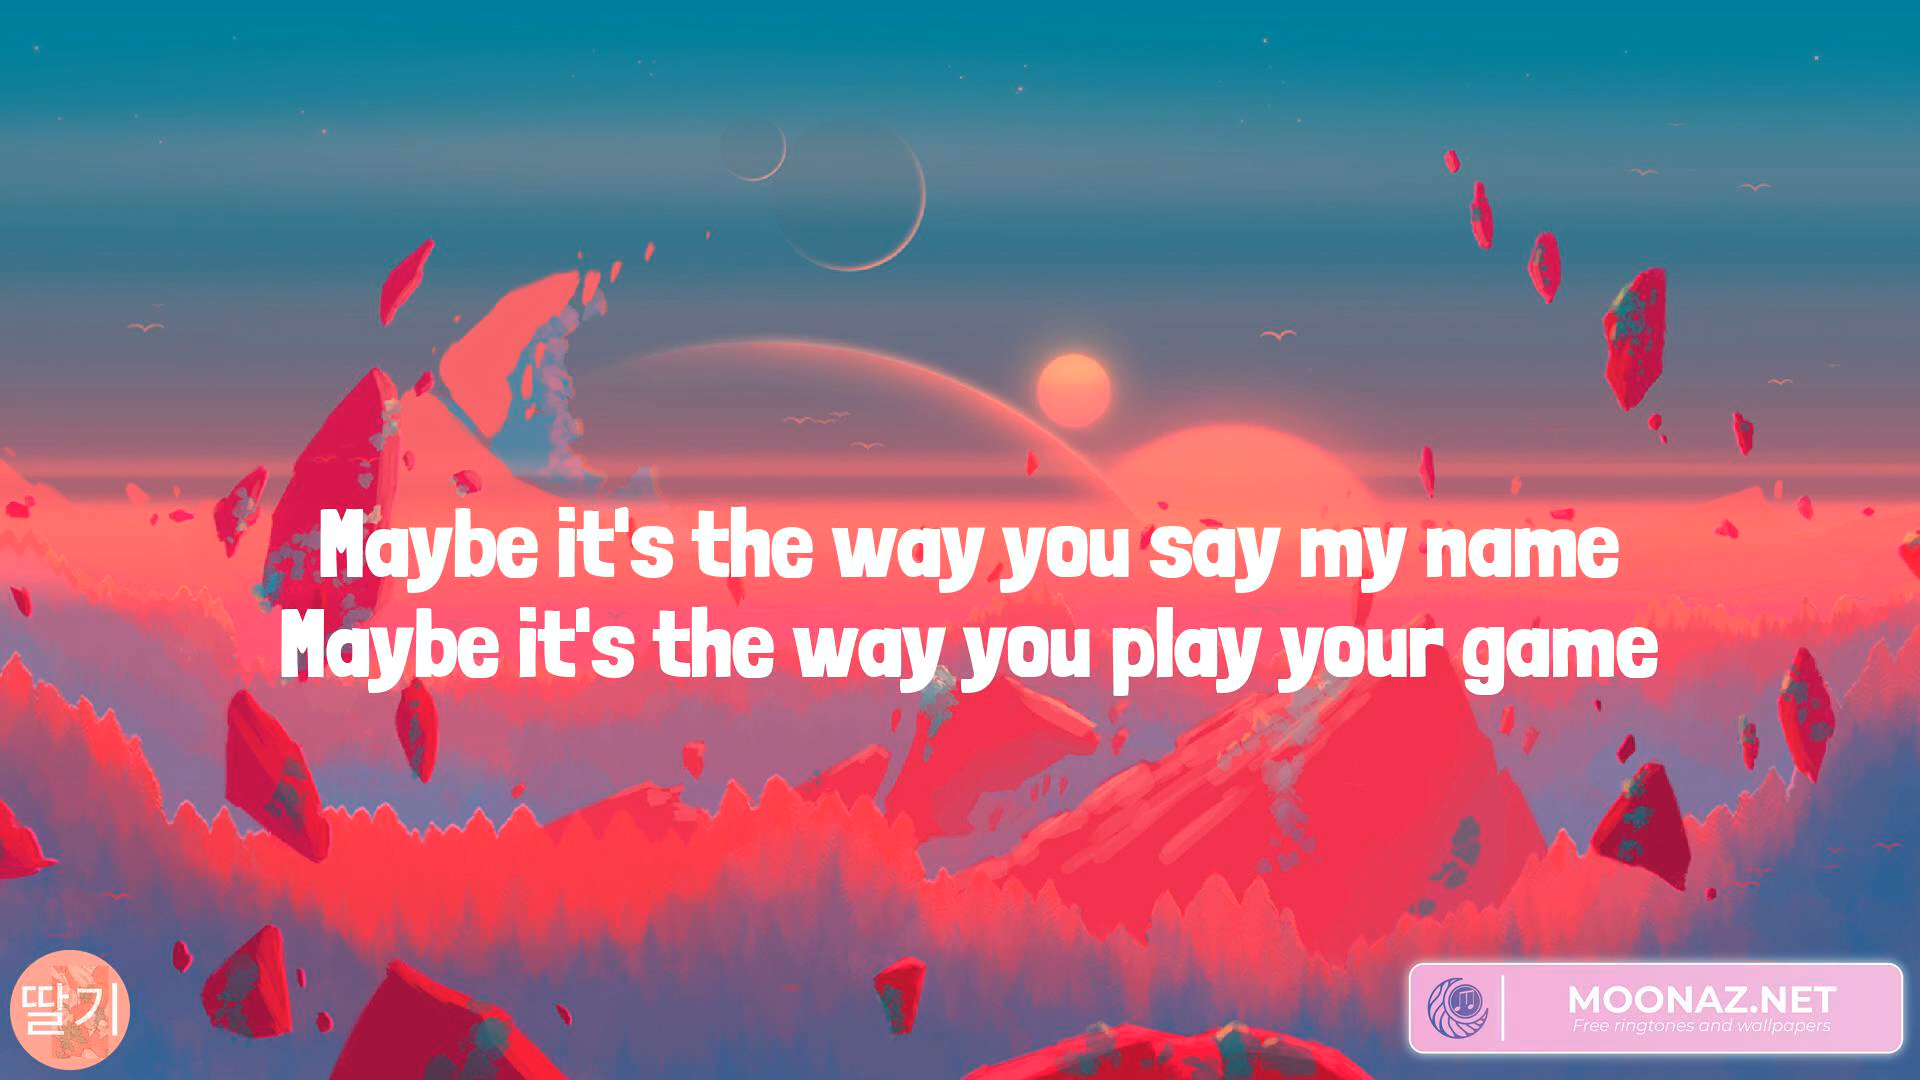 Maybe it's the way you say my name
Maybe it's the way you play your game
딸기
MOONAZ.NET
Free ringtones and wallpapers